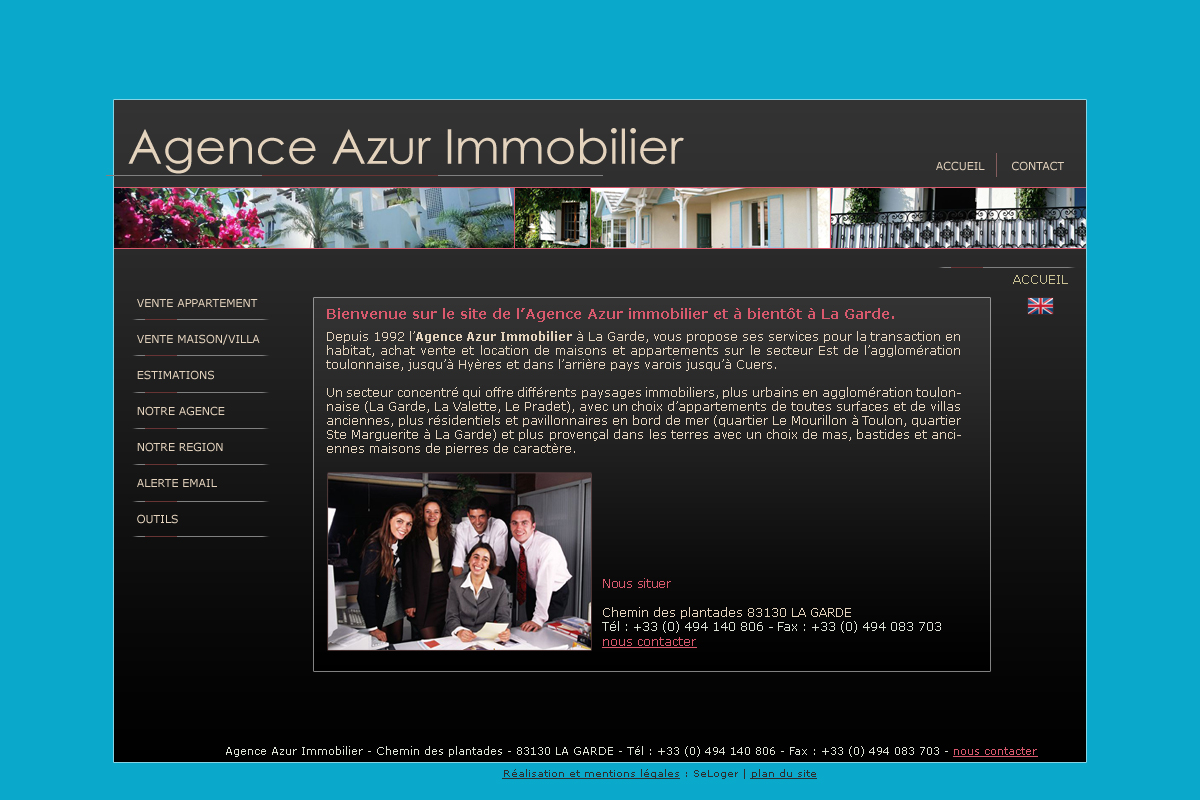 Agence Azur Immobilier
ACCUEIL
CONTACT
ACCUEIL
VENTE APPARTEMENT
VENTE MAISON/VILLA
ESTIMATIONS
NOTRE AGENCE
NOTRE REGION
ALERTE EMAIL
OUTILS
Bienvenue sur le site de l'Agence Azur immobilier et à bientôt à La Garde.
Depuis 1992 l'Agence Azur Immobilier à La Garde, vous propose ses services pour la transaction en
habitat, achat vente et location de maisons et appartements sur le secteur Est de l'agglomération
toulonnaise, jusqu'à Hyères et dans l'arrière pays varois jusqu'à Cuers.
Un secteur concentré qui offre différents paysages immobiliers, plus urbains en agglomération toulon-
naise (La Garde, La Valette, Le Pradet), avec un choix d'appartements de toutes surfaces et de villas
anciennes, plus résidentiels et pavillonnaires en bord de mer (quartier Le Mourillon à Toulon, quartier
Ste Marguerite à La Garde) et plus provençal dans les terres avec un choix de mas, bastides et anci-
ennes maisons de pierres de caractère.
Nous situer
Chemin des plantades 83130 LA GARDE
Tél : +33 (0) 494 140 806 - Fax : +33 (0) 494 083 703
nous contacter
Agence Azur Immobilier - Chemin des plantades - 83130 LA GARDE - Tél : +33 (0) 494 140 806 - Fax : +33 (0) 494 083 703 - nous contacter
Réalisation et mentions légales : SeLoger | plan du site